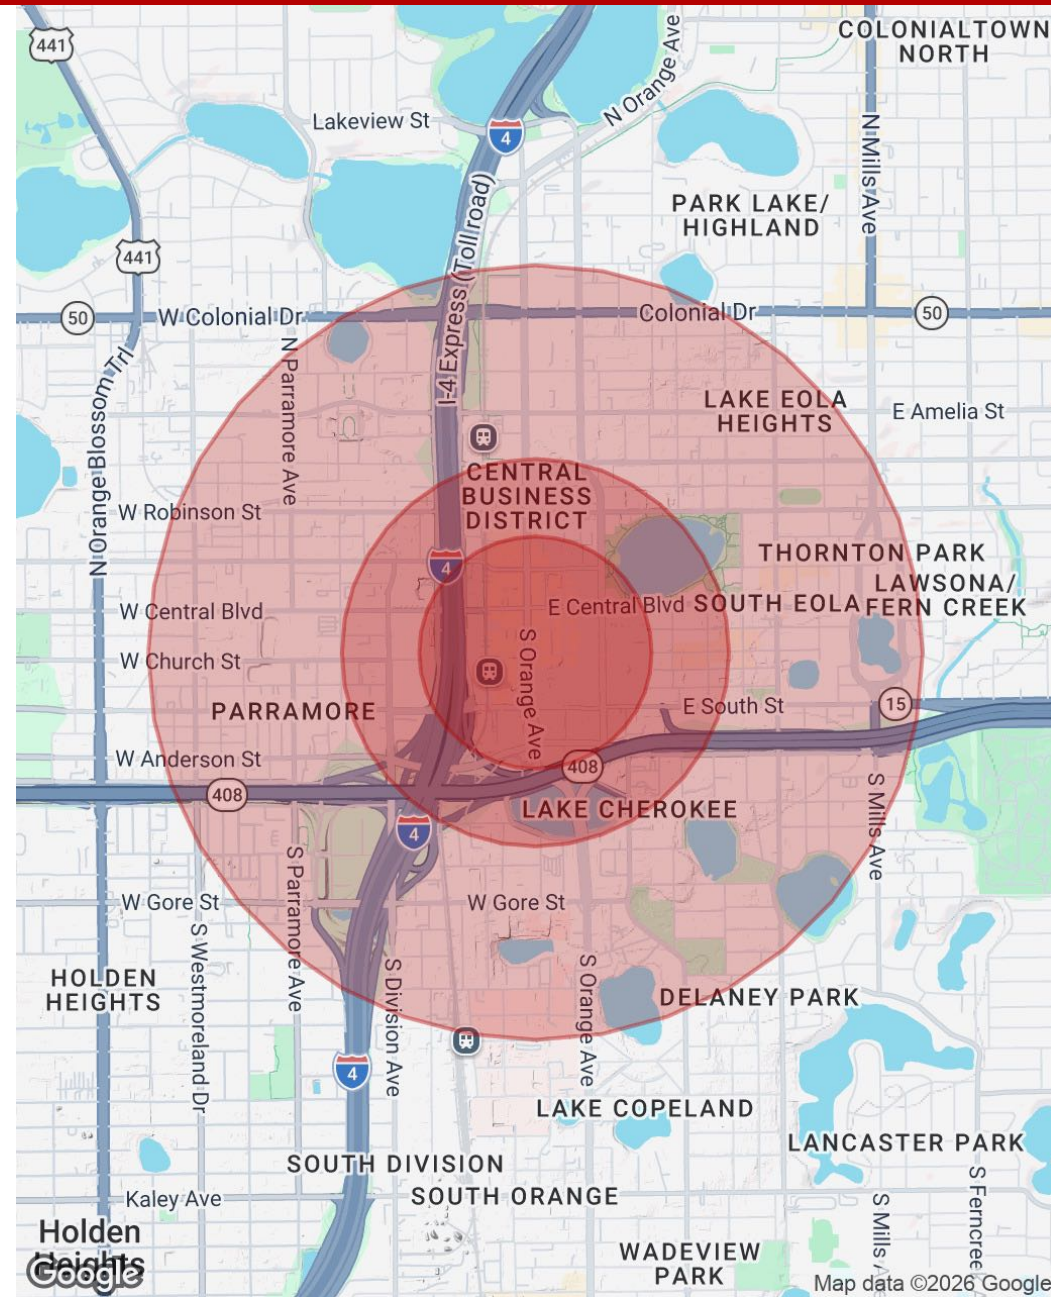 COLONIALTOWN
NORTH
441
N Orange Ave
Lakeview St
4
N Mills Ave
PARK LAKE/
HIGHLAND
441
I-4 Express (Toll road)
50
W Colonial Dr
Colonial Dr
50
N Orange Blossom Trl
N Parramore Ave
LAKE EOLA
HEIGHTS
E Amelia St
CENTRAL
BUSINESS
DISTRICT
W Robinson St
THORNTON PARK
4
LAWSONA/
FERN CREEK
W Central Blvd
E Central Blvd
SOUTH EOLA
W Church St
S Orange Ave
PARRAMORE
E South St
15
W Anderson St
408
408
LAKE CHEROKEE
4
S Mills Ave
S Parramore Ave
W Gore St
W Gore St
S Westmoreland Dr
HOLDEN
HEIGHTS
S Division Ave
S Orange Ave
DELANEY PARK
4
LAKE COPELAND
LANCASTER PARK
SOUTH DIVISION
Kaley Ave
SOUTH ORANGE
S Mills A
S Ferncree
Holden
Heights
WADEVIEW
PARK
Google
Map data ©2026 Google